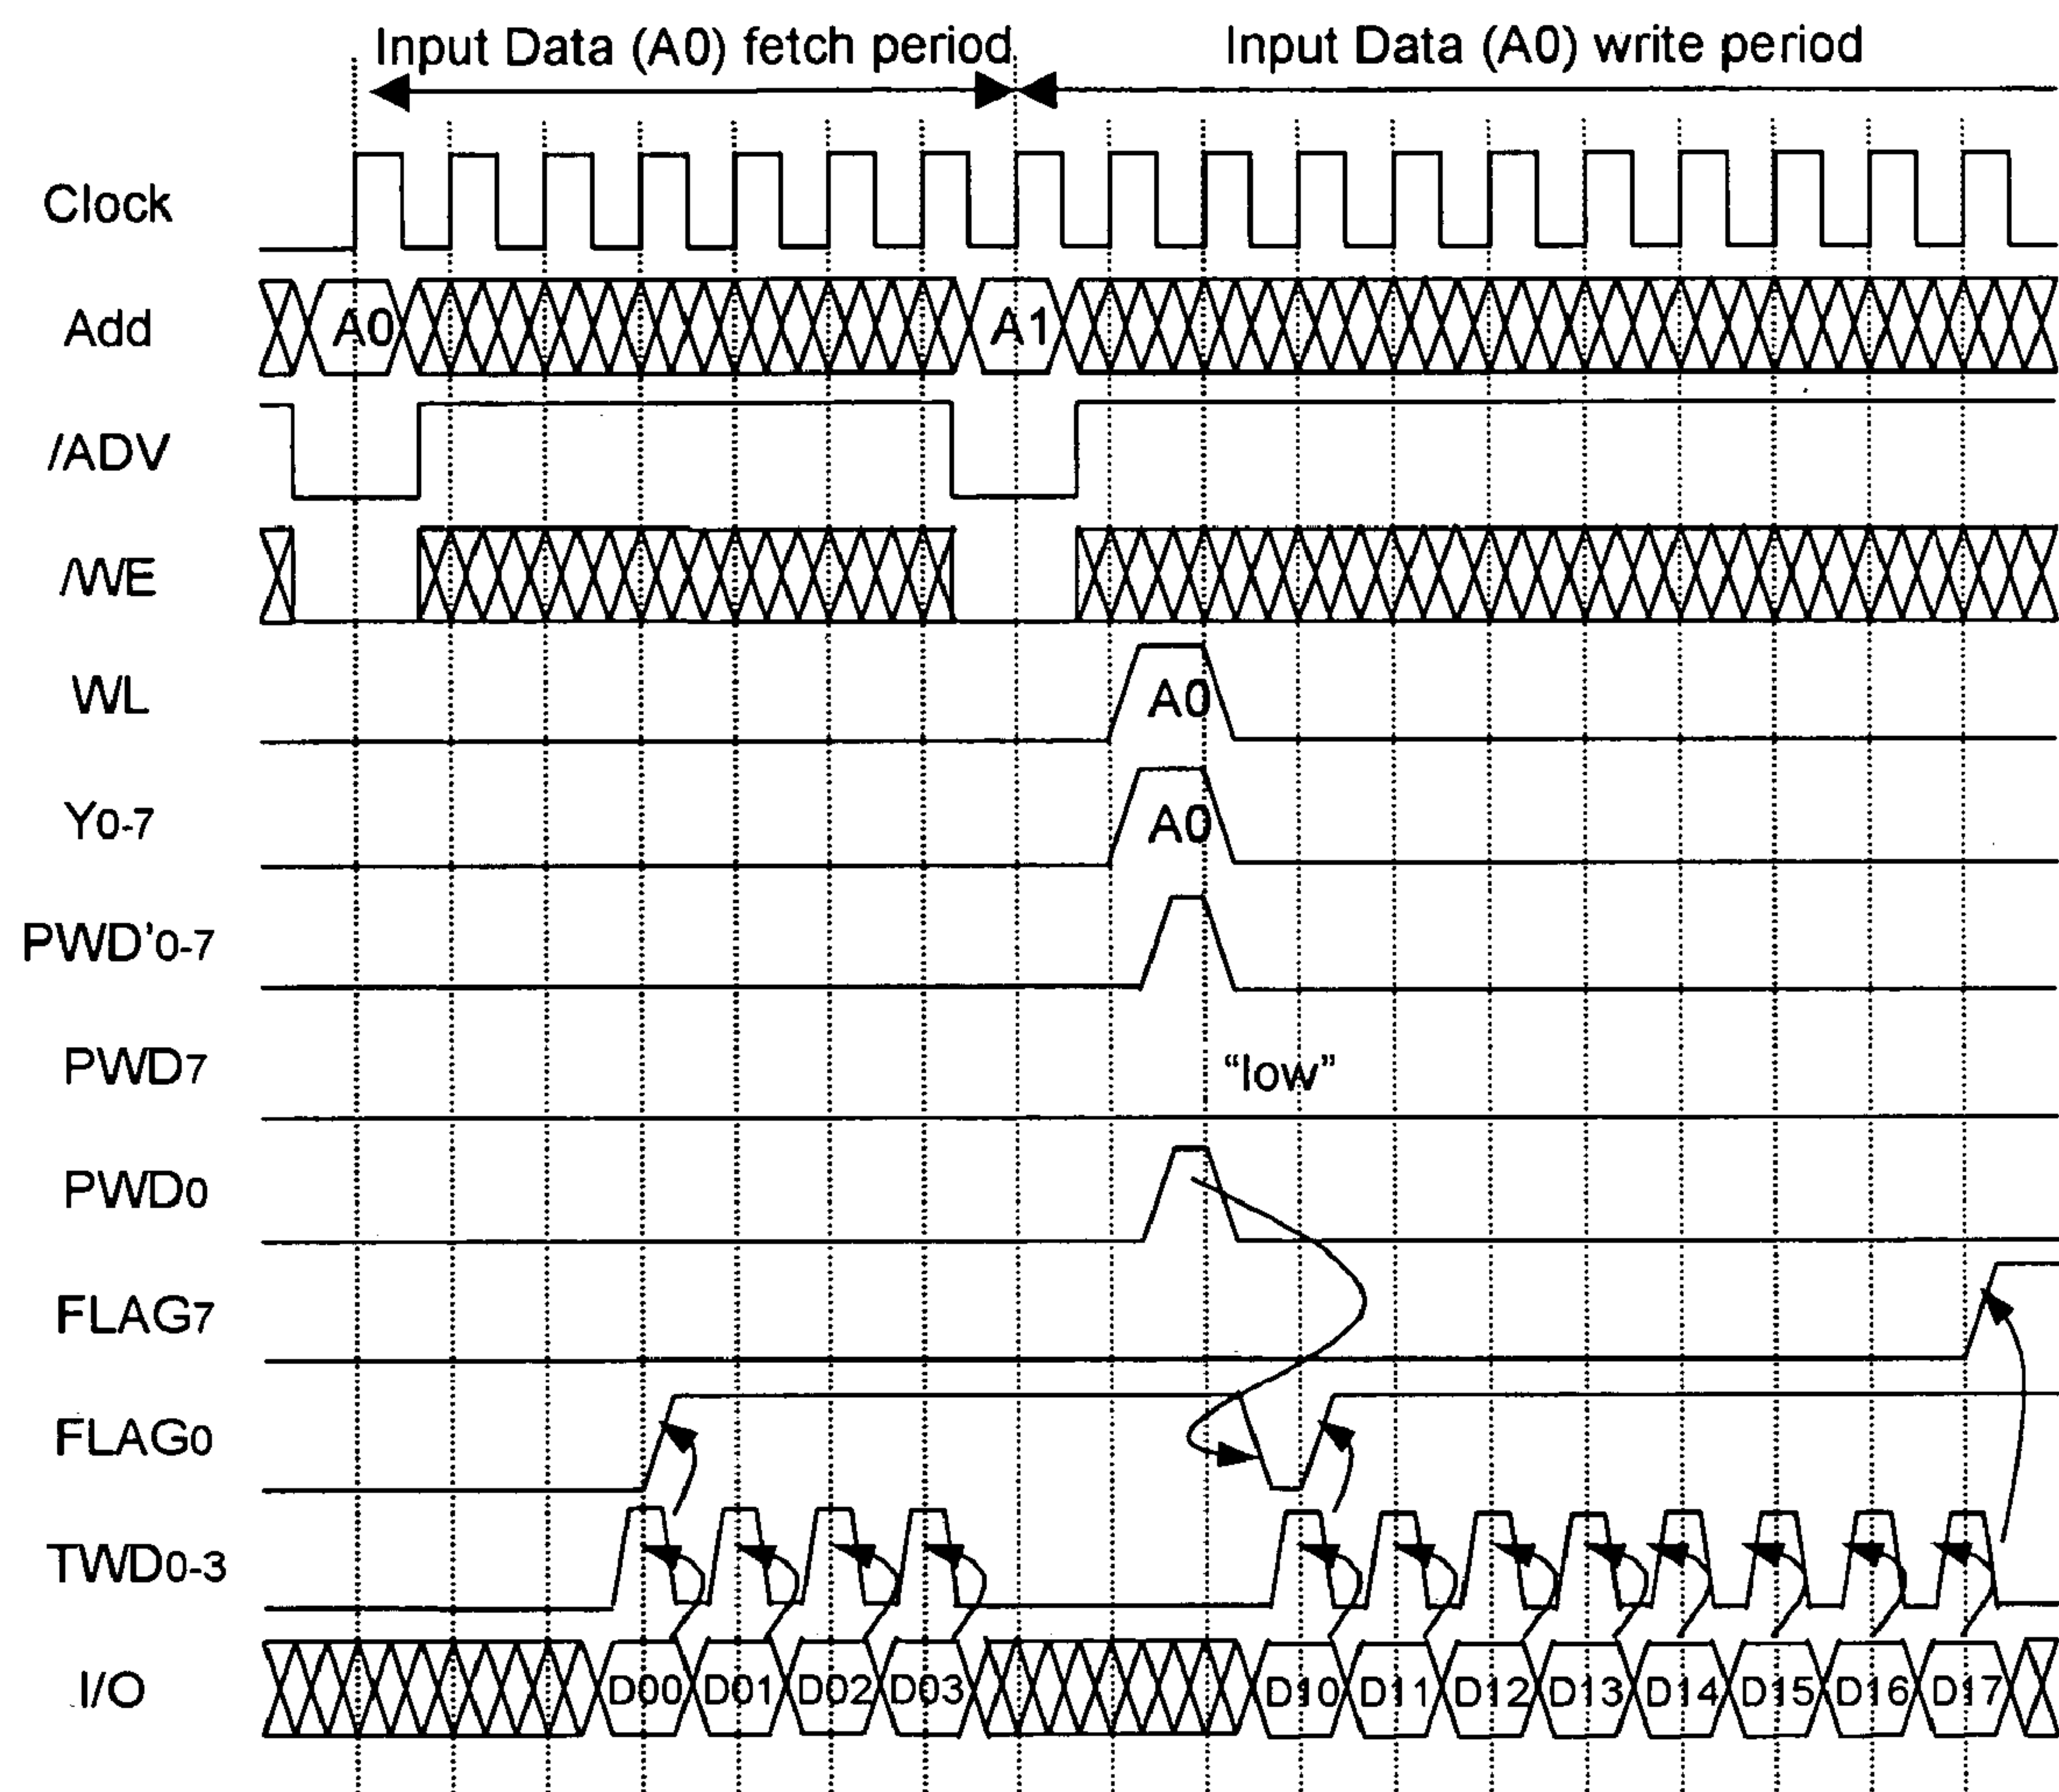 Input Data (A0) fetch period
Input Data (A0) write period
Clock
Add
A0
A1
/ADV
/WE
WL
A0
Y0-7
A0
PWD'0-7
PWD7
“low”
PWD0
FLAG7
FLAG0
TWD0-3
I/O
D00 D01 D02 D03 D10 D11 D12 D13 D14 D15 D16 D17